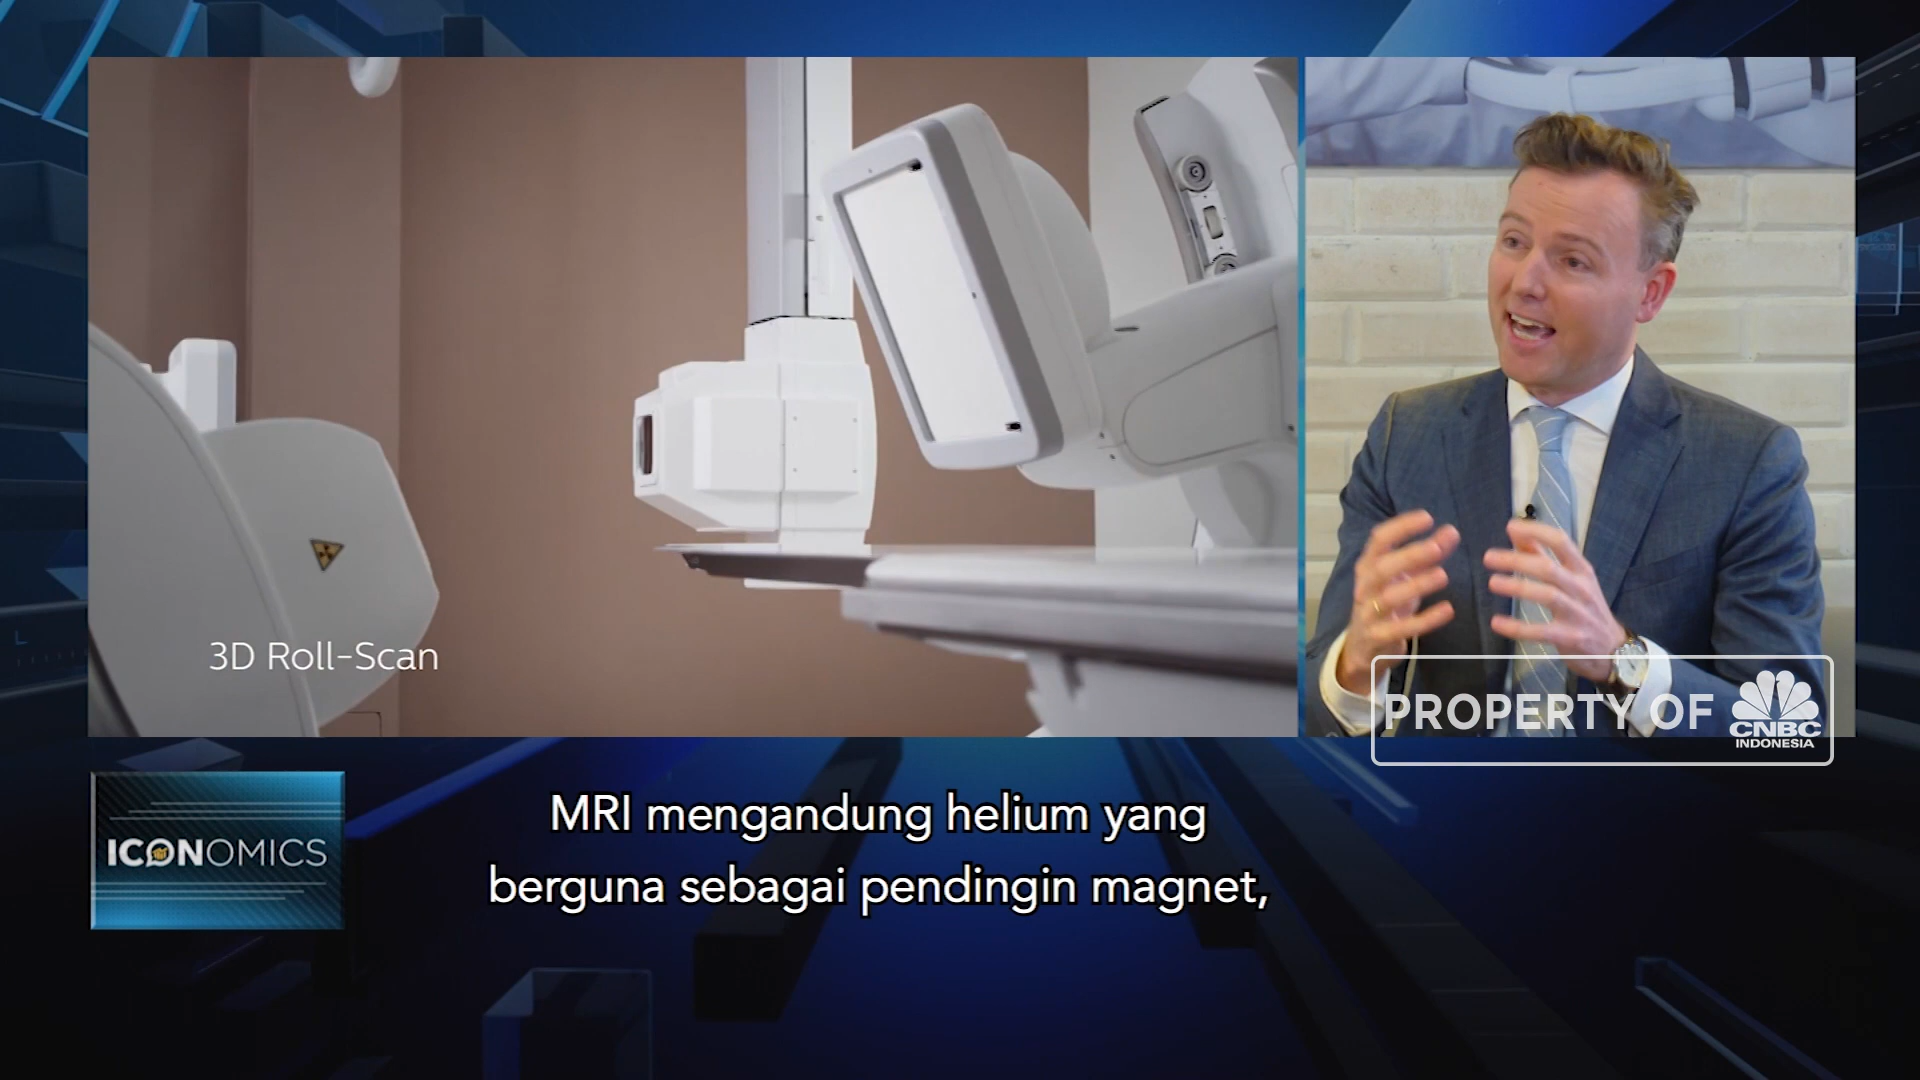 3D Roll-Scan
PROPERTY OF CNBC
INDONESIA
ICONOMICS
MRI mengandung helium yang
berguna sebagai pendingin magnet,